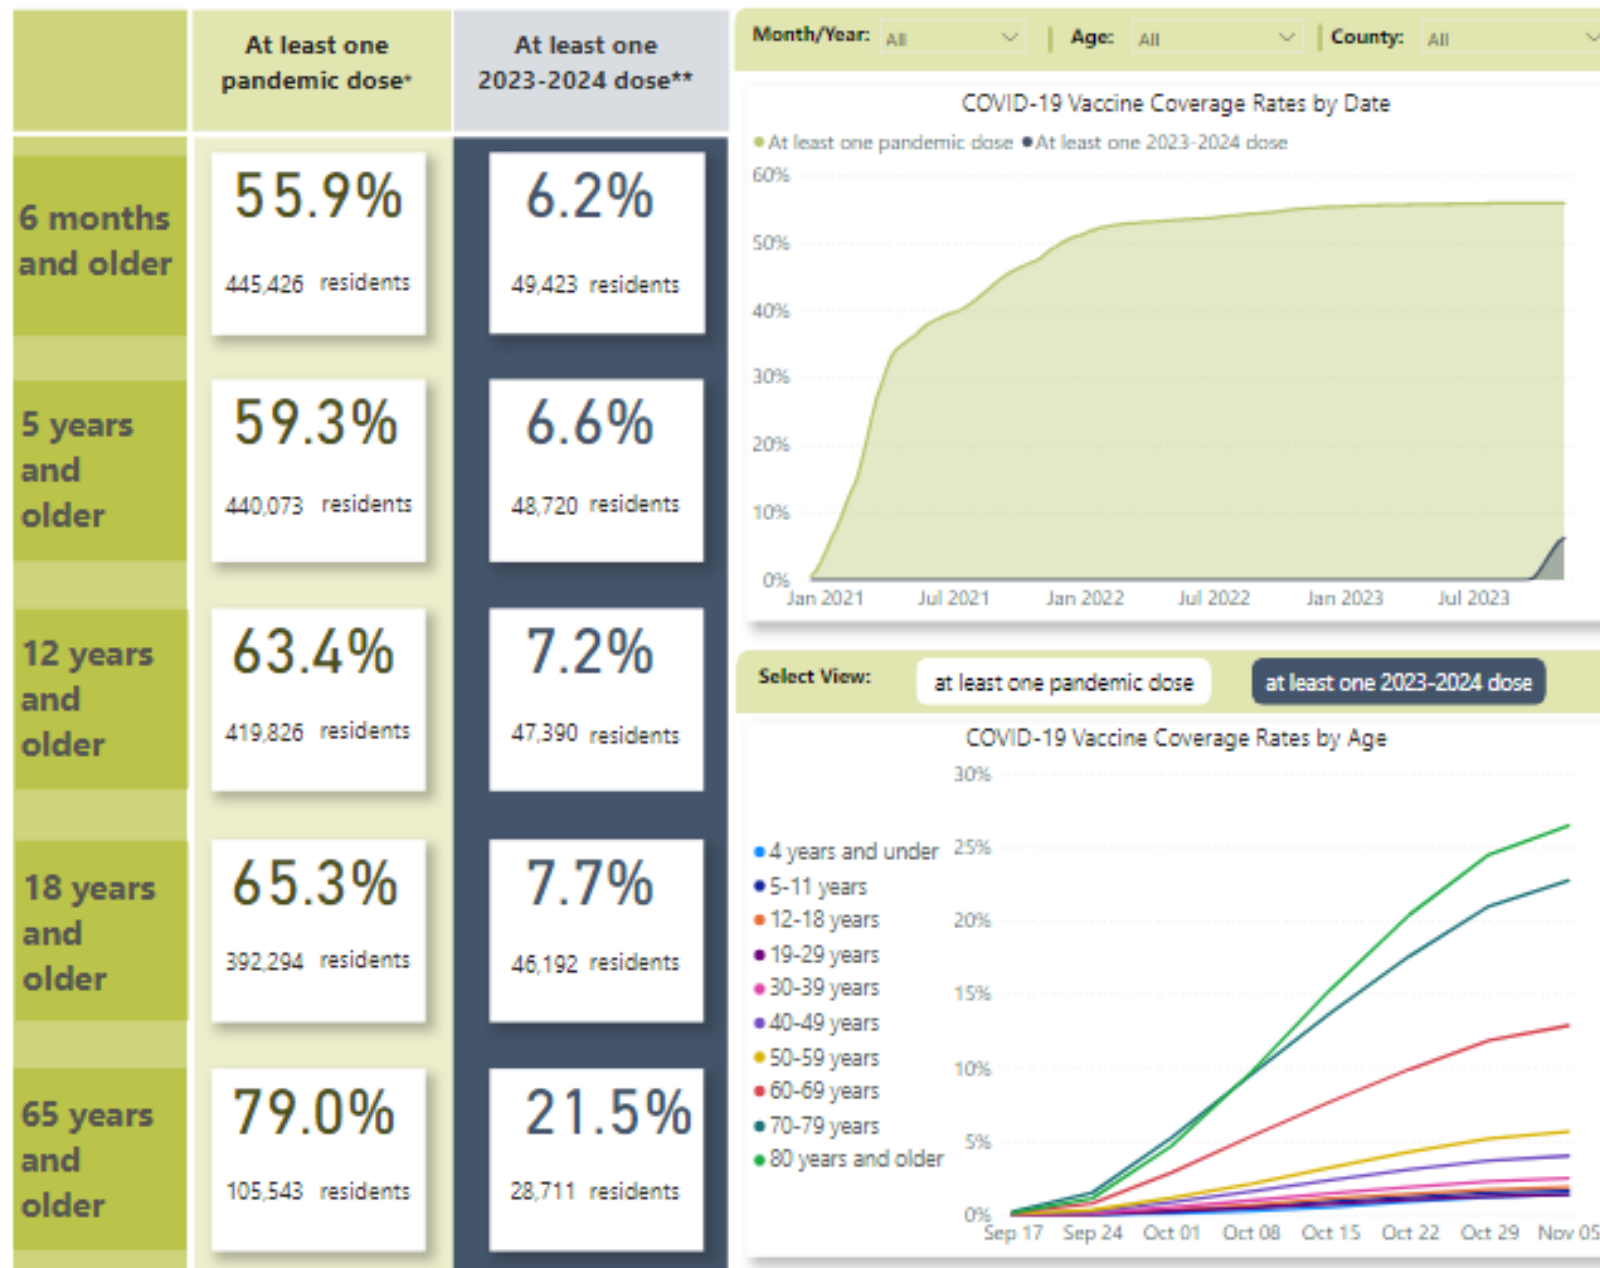 At least one
pandemic dose*
At least one
2023-2024 dose**
6 months
and older
55.9%
445,426 residents
6.2%
49,423 residents
5 years
and
older
59.3%
440,073 residents
6.6%
48,720 residents
12 years
and
older
63.4%
419,826 residents
7.2%
47,390 residents
18 years
and
older
65.3%
392,294 residents
7.7%
46,192 residents
65 years
and
older
79.0%
105,543 residents
21.5%
28,711 residents
Month/Year: All | Age: All | County: All
COVID-19 Vaccine Coverage Rates by Date
At least one pandemic dose At least one 2023-2024 dose
60%
50%
40%
30%
20%
10%
0%
Jan 2021 Jul 2021 Jan 2022 Jul 2022 Jan 2023 Jul 2023
Select View: at least one pandemic dose at least one 2023-2024 dose
COVID-19 Vaccine Coverage Rates by Age
4 years and under
5-11 years
12-18 years
19-29 years
30-39 years
40-49 years
50-59 years
60-69 years
70-79 years
80 years and older
30%
25%
20%
15%
10%
5%
0%
Sep 17 Sep 24 Oct 01 Oct 08 Oct 15 Oct 22 Oct 29 Nov 05